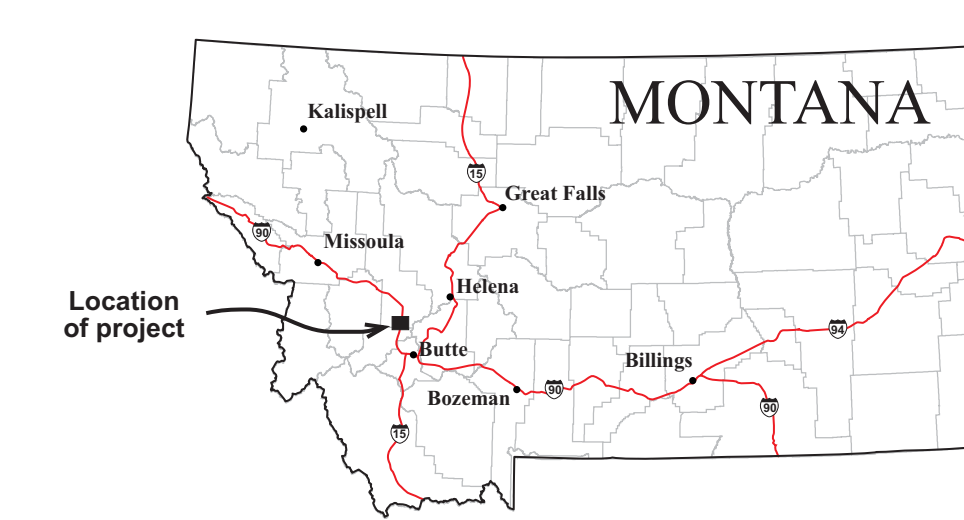 MONTANA
Kalispell
15
Great Falls
90
Missoula
Helena
Location
of project
94
Butte
Billings
Bozeman
90
90
15